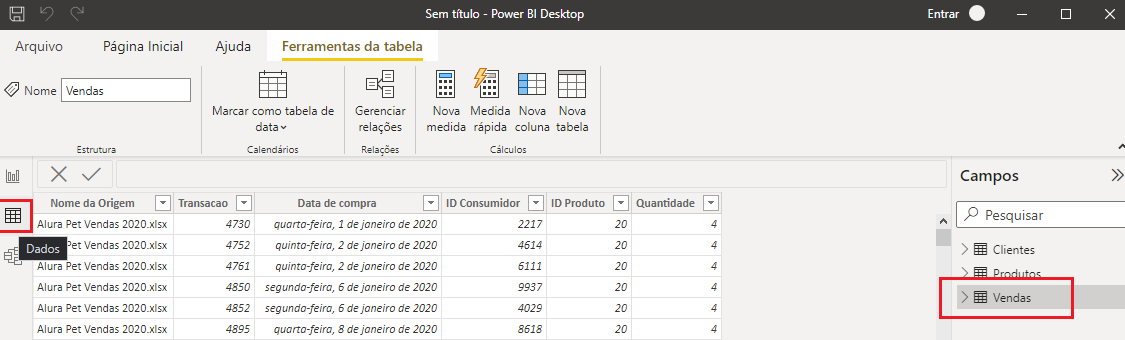 Sem título - Power BI Desktop
Entrar
Arquivo
Página Inicial
Ajuda
Ferramentas da tabela
Nome
Vendas
Marcar como tabela de
data
Gerenciar
relações
Nova
medida
Medida
rápida
Nova
coluna
Nova
tabela
Estrutura
Calendários
Relações
Cálculos
Campos
Pesquisar
Clientes
Produtos
Vendas
Dados
Nome da Origem Transacao Data de compra ID Consumidor ID Produto Quantidade
Alura Pet Vendas 2020.xlsx 4730 quarta-feira, 1 de janeiro de 2020 2217 20 4
Alura Pet Vendas 2020.xlsx 4752 quinta-feira, 2 de janeiro de 2020 4614 20 4
Alura Pet Vendas 2020.xlsx 4761 quinta-feira, 2 de janeiro de 2020 6111 20 4
Alura Pet Vendas 2020.xlsx 4850 segunda-feira, 6 de janeiro de 2020 9937 20 4
Alura Pet Vendas 2020.xlsx 4852 segunda-feira, 6 de janeiro de 2020 4029 20 4
Alura Pet Vendas 2020.xlsx 4895 quarta-feira, 8 de janeiro de 2020 8618 20 4